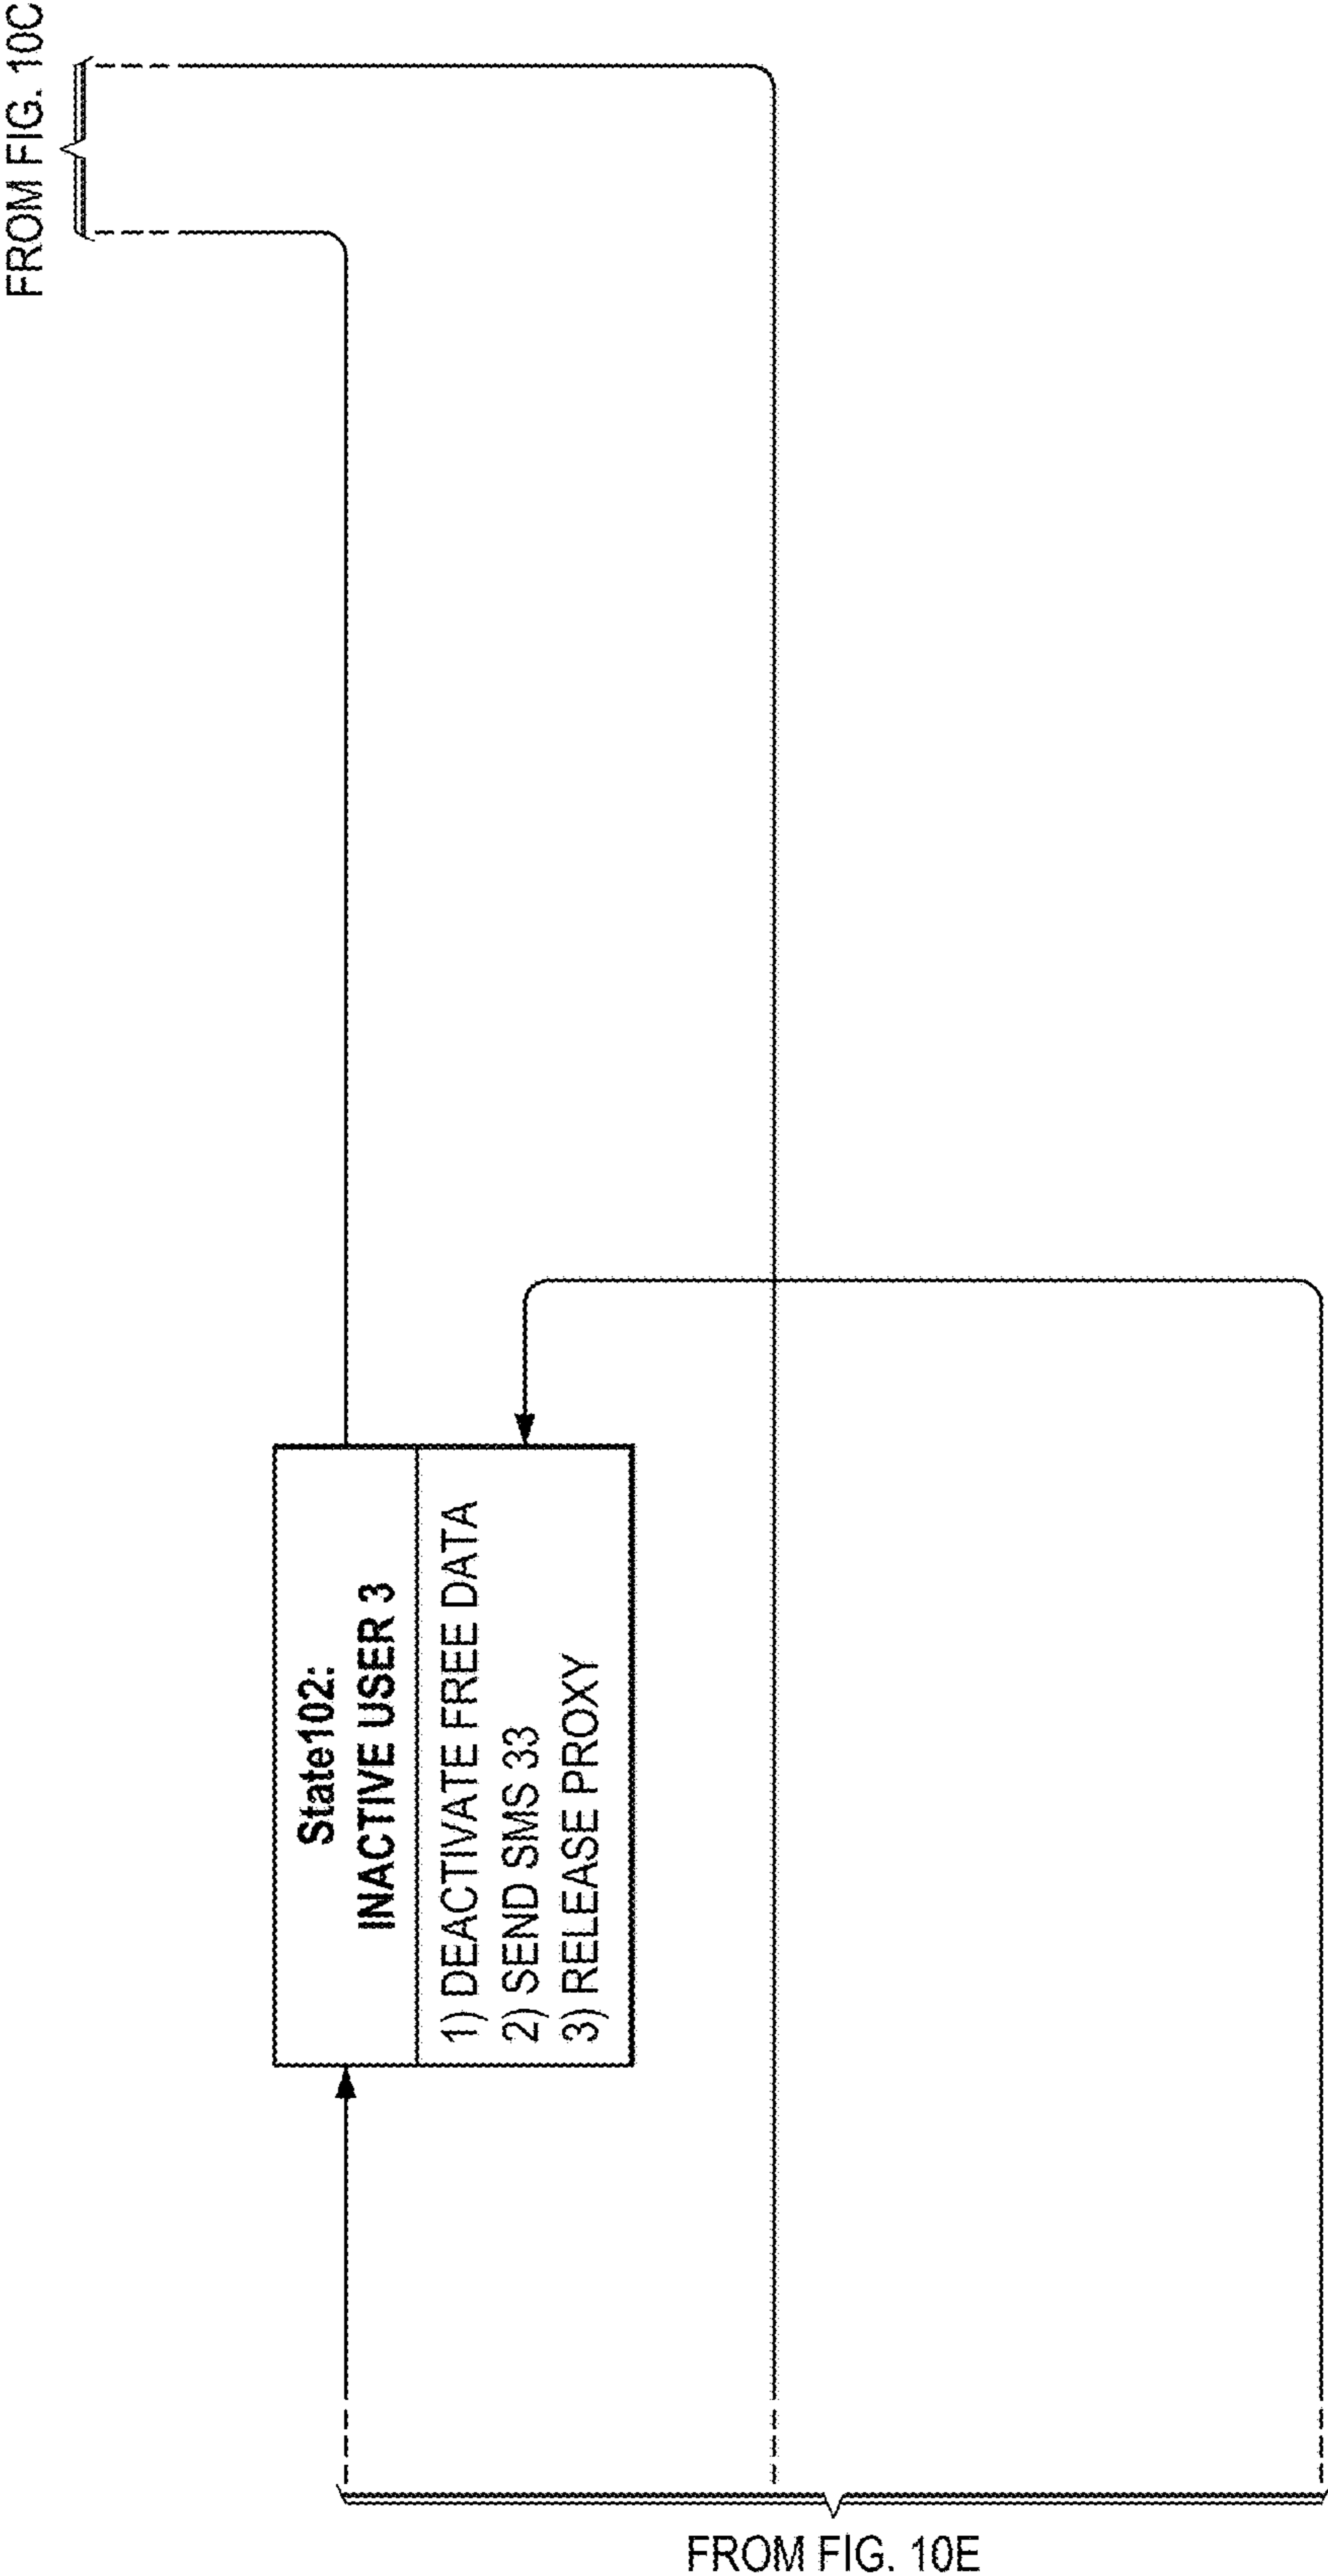 FROM FIG. 10C
State102:
INACTIVE USER 3
1) DEACTIVATE FREE DATA
2) SEND SMS 33
3) RELEASE PROXY
FROM FIG. 10E